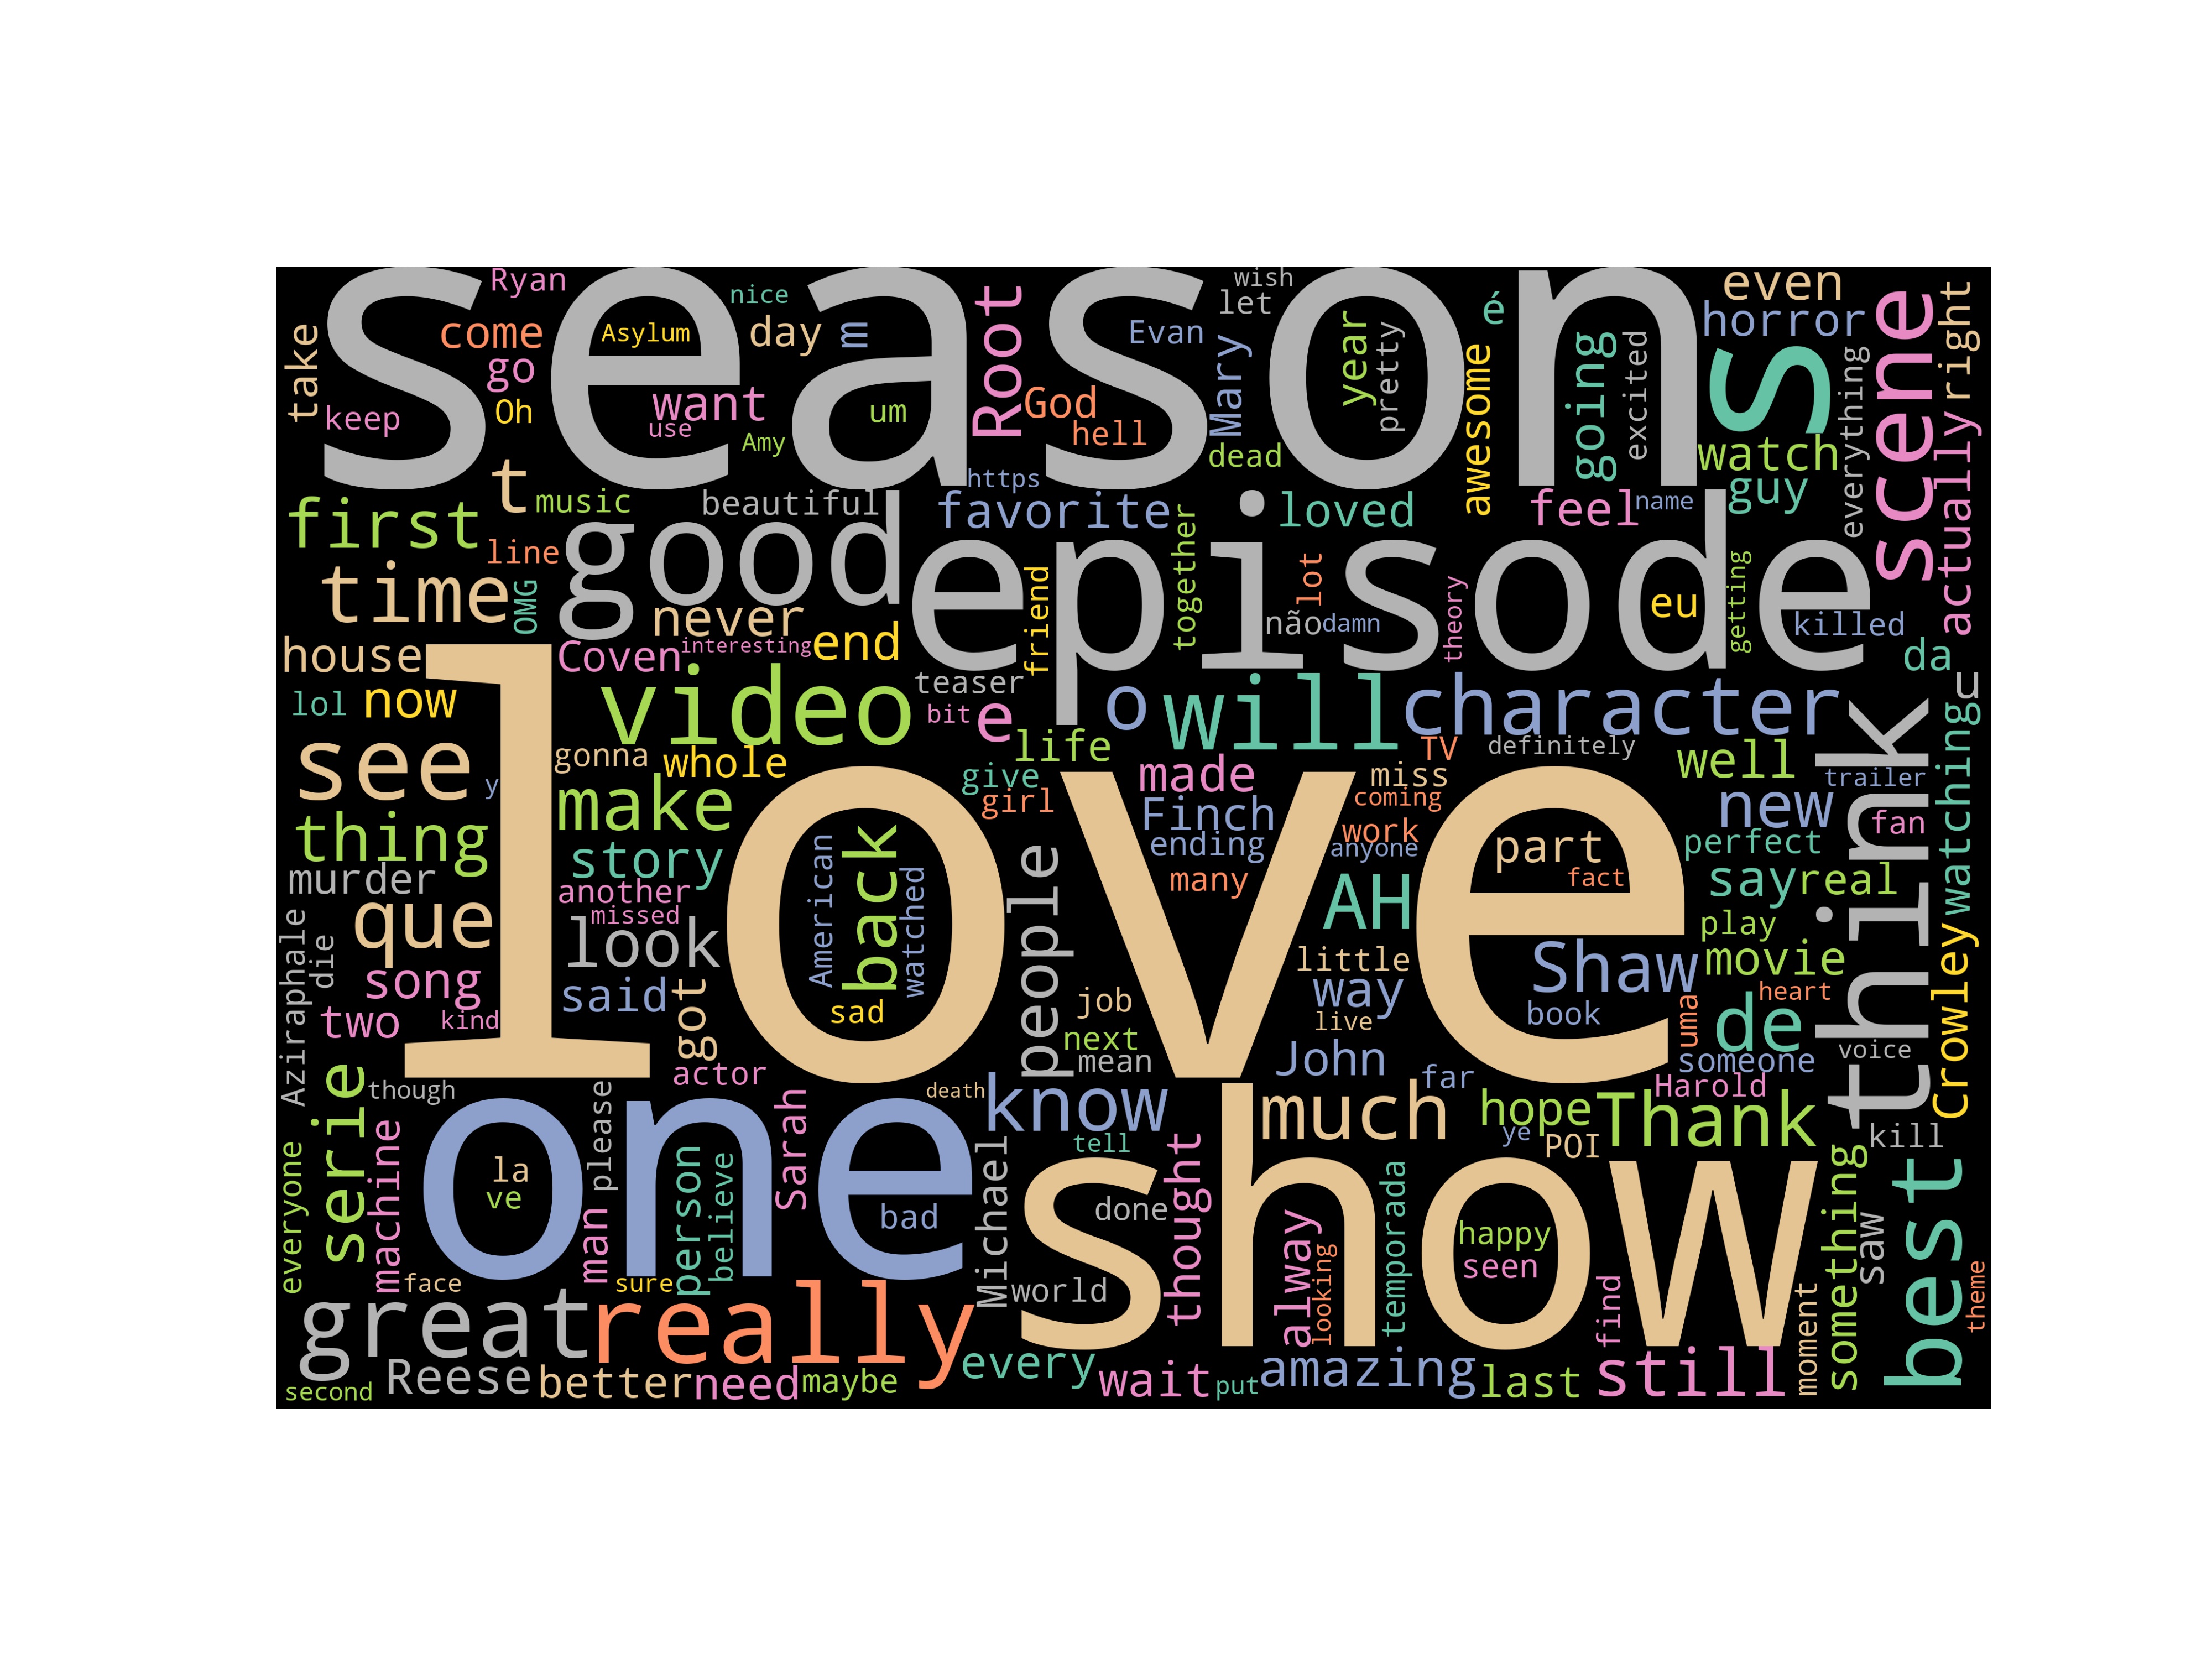 season
Ryan
nice
wish
let
even
take
come
Asylum
day
m
Root
Evan
Mary
year
pretty
é
going
excited
horror
s
scene
right
go
keep
Oh
want
use
Amy
um
God
hell
dead
awesome
watch
everything
actually
t
first
music
beautiful
https
favorite
loved
feel
name
guy
line
time
OMG
good
episode
never
friend
together
lot
não
damn
theory
eu
getting
killed
da
house
Coven
interesting
end
lol
now
video
teaser
bit
e
o
will
character
u
life
see
y
gonna
whole
give
girl
made
TV
miss
definitely
well
trailer
watching
think
love
thing
make
Finch
coming
work
new
fan
story
ending
anyone
part
perfect
murder
another
missed
American
back
watched
people
many
AH
fact
say
real
que
look
play
Aziraphale
die
song
said
got
sad
little
way
Shaw
movie
Crowley
two
kind
job
live
book
uma
heart
de
next
mean
John
someone
voice
serie
though
actor
please
Sarah
death
know
far
Harold
much
hope
Thank
kill
one
everyone
machine
la
ve
man
person
believe
bad
Michael
tell
show
done
thought
ye
POI
something
saw
best
face
sure
world
alway
looking
temporada
happy
seen
find
moment
theme
great
really
second
Reese
better
need
maybe
every
wait
put
amazing
last
still